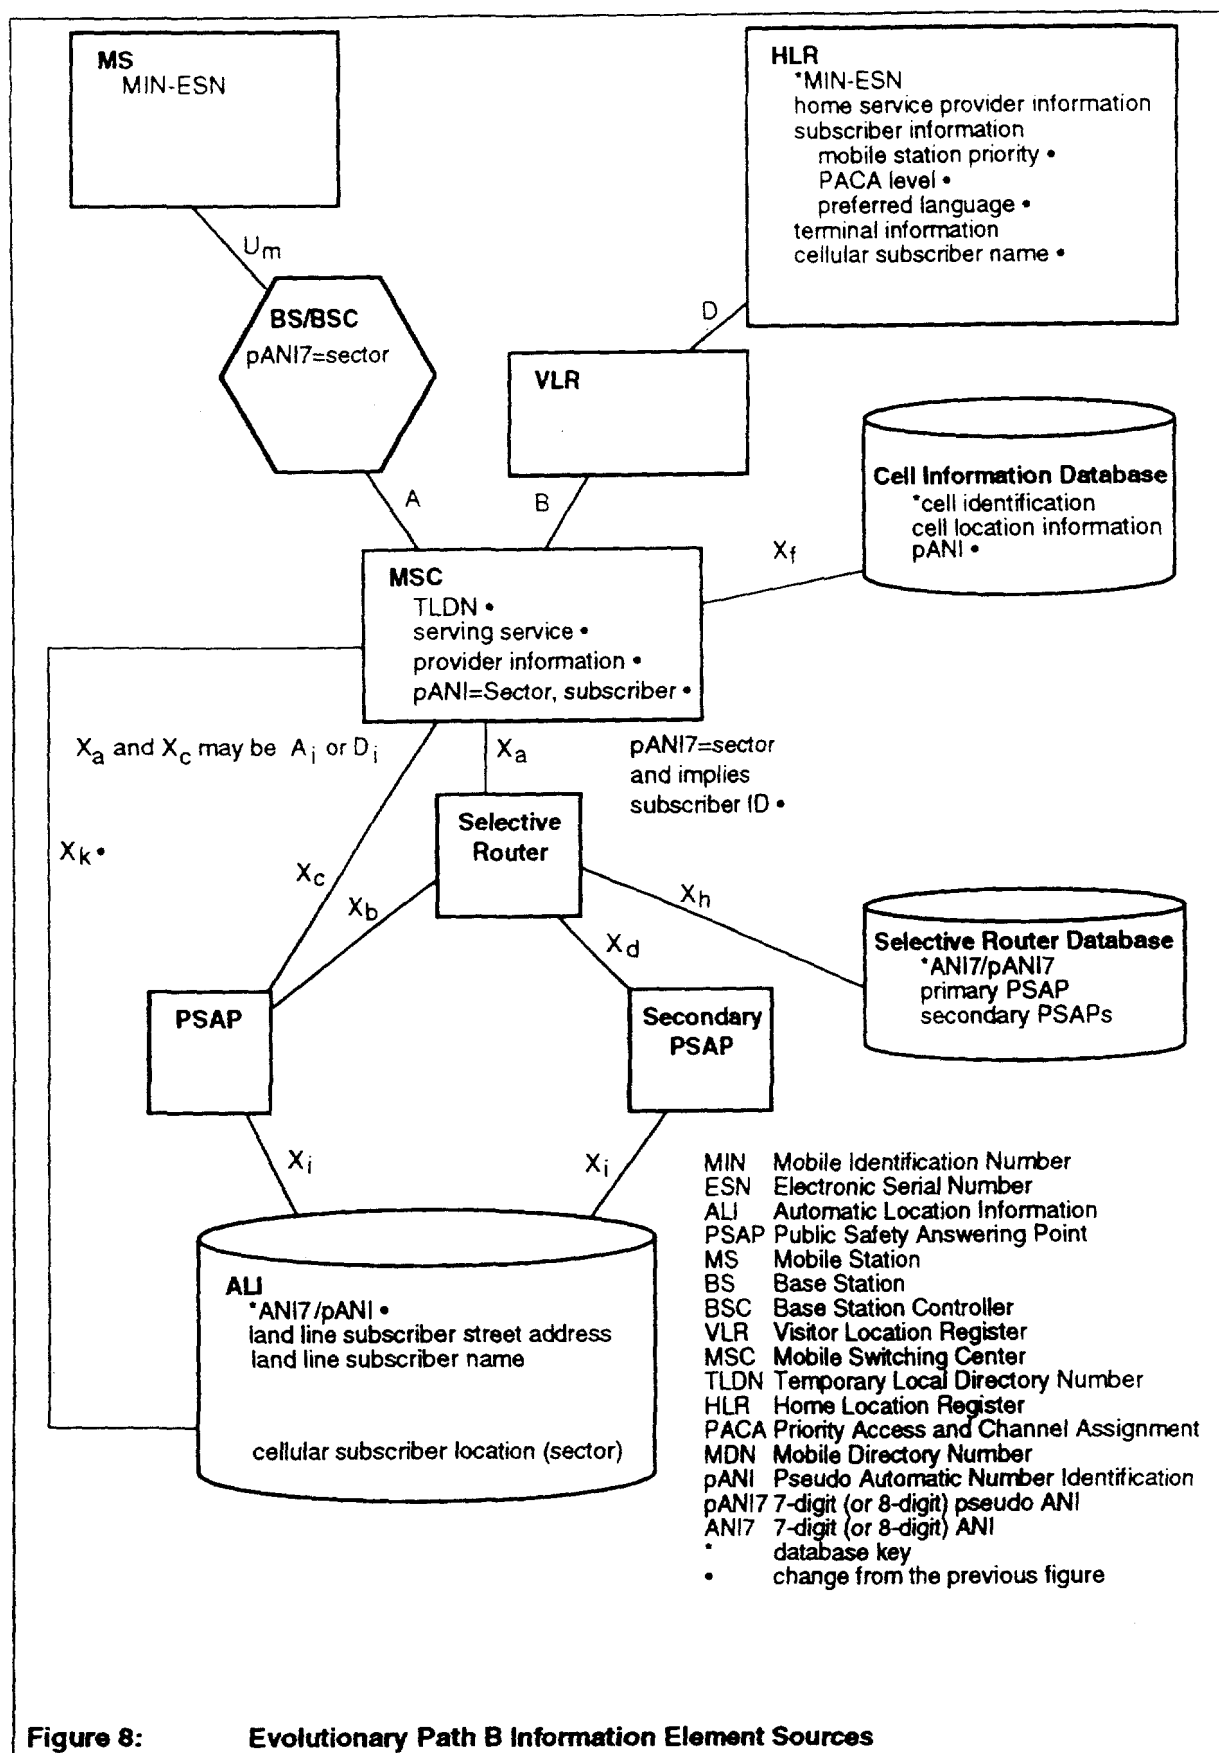 MS
MIN-ESN
HLR
*MIN-ESN
home service provider information
subscriber information
mobile station priority •
PACA level •
preferred language •
terminal information
cellular subscriber name •
Um
BS/BSC
pANI7=sector
D
VLR
A
B
Cell Information Database
*cell identification
cell location information
pANI •
Xf
MSC
TLDN •
serving service •
provider information •
pANI=Sector, subscriber •
Xa and Xc may be Ai or Di
Xa
pANI7=sector
and implies
subscriber ID •
Selective
Router
Xk •
Xc
Xb
Xh
Xd
Selective Router Database
*ANI7/pANI7
primary PSAP
secondary PSAPs
PSAP
Secondary
PSAP
Xi
Xi
ALI
*ANI7/pANI •
land line subscriber street address
land line subscriber name
cellular subscriber location (sector)
MIN Mobile Identification Number
ESN Electronic Serial Number
ALI Automatic Location Information
PSAP Public Safety Answering Point
MS Mobile Station
BS Base Station
BSC Base Station Controller
VLR Visitor Location Register
MSC Mobile Switching Center
TLDN Temporary Local Directory Number
HLR Home Location Register
PACA Priority Access and Channel Assignment
MDN Mobile Directory Number
pANI Pseudo Automatic Number Identification
pANI7 7-digit (or 8-digit) pseudo ANI
ANI7 7-digit (or 8-digit) ANI
* database key
• change from the previous figure
Figure 8: Evolutionary Path B Information Element Sources